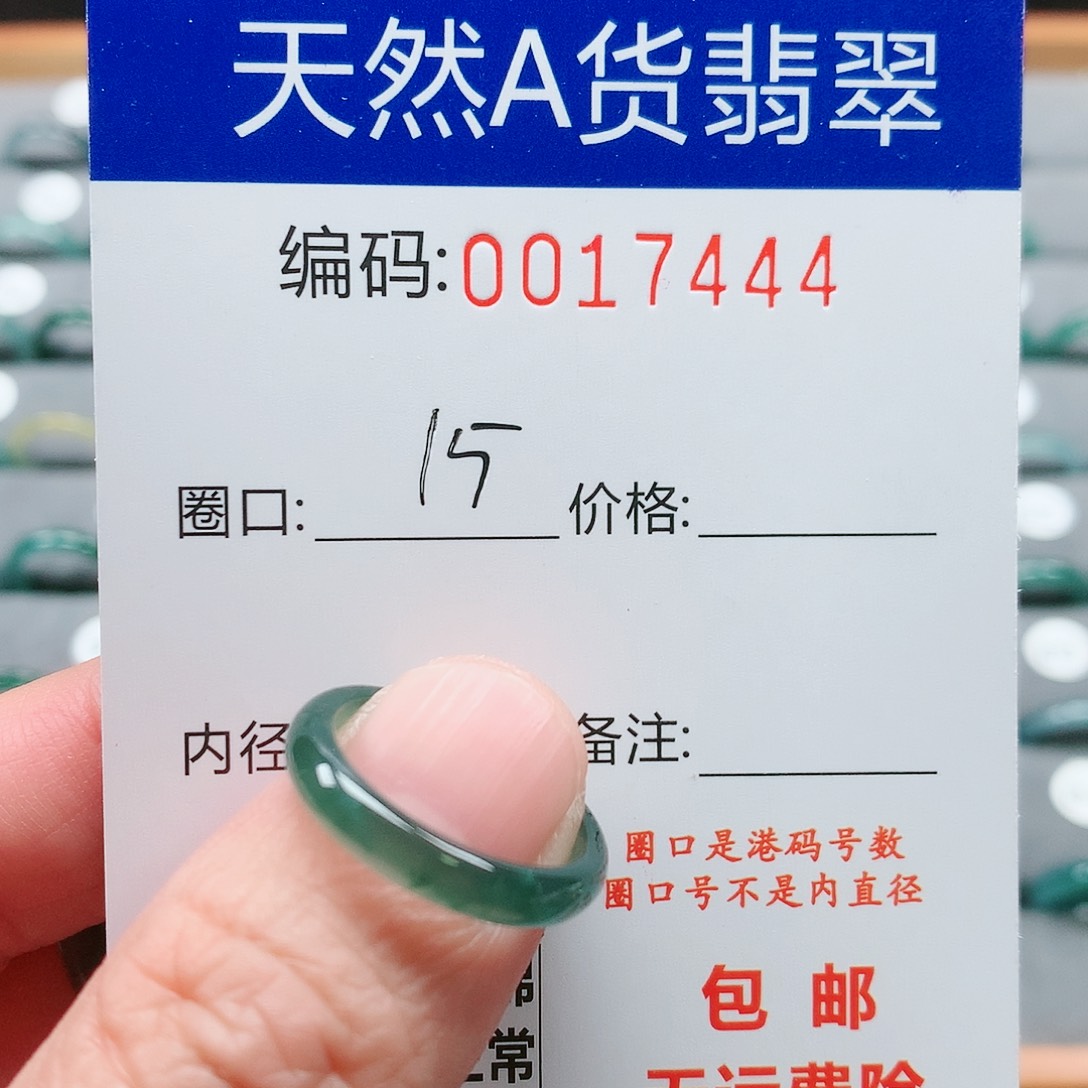 天然A货翡翠
编码:0017444
圈口: 15 价格:
内径 备注:
圈口是港码号数
圈口号不是内直径
包邮
常